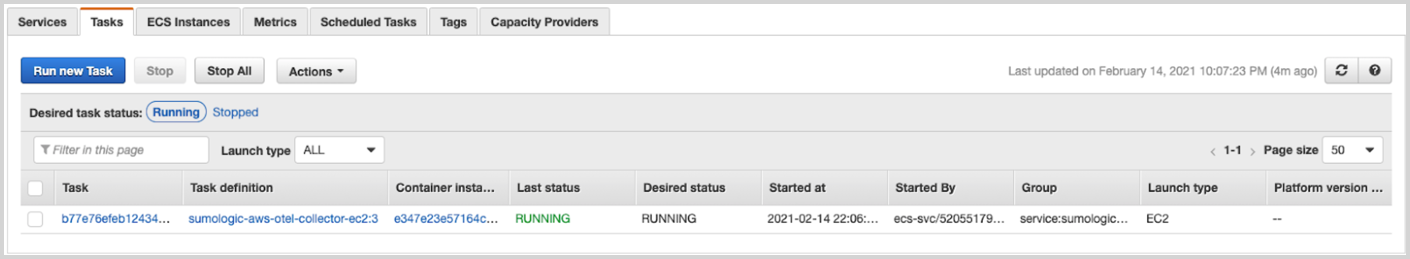 Services Tasks ECS Instances Metrics Scheduled Tasks Tags Capacity Providers
Run new Task Stop Stop All Actions Last updated on February 14, 2021 10:07:23 PM (4m ago)
Desired task status: Running Stopped
Filter in this page Launch type ALL 1-1 Page size 50
Task Task definition Container insta... Last status Desired status Started at Started By Group Launch type Platform version ...
b77e76efeb12434... sumologic-aws-otel-collector-ec2:3 e347e23e57164c... RUNNING RUNNING 2021-02-14 22:06:... ecs-svc/52055179... service:sumologic... EC2 --